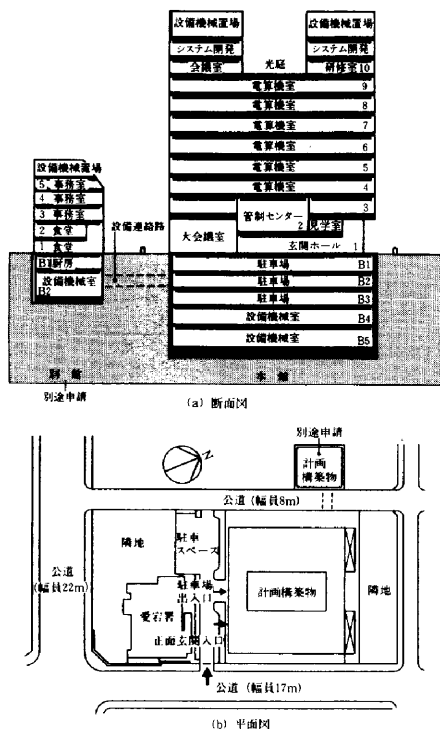 設備機械置場 設備機械置場
システム開発 システム開発
会議室 光庭 研修室 10
電算機室 9
電算機室 8
電算機室 7
電算機室 6
電算機室 5
電算機室 4
3
管制センター
2 見学室
大会議室
玄関ホール 1
駐車場 B1
駐車場 B2
駐車場 B3
設備機械室 B4
設備機械室 B5
設備機械置場
5 事務室
4 事務室
3 事務室
2 食堂
1 食堂
B1 厨房
設備機械室
B2
設備連絡路
別館 本館
別途申請
(a) 断面図
別途申請
計画
構築物
N
公道(幅員8m)
公道
(幅員22m)
隣地
駐車
スペース
駐車場
出入口
愛宕署
正面玄関入口
計画構築物
隣地
公道(幅員17m)
(b) 平面図